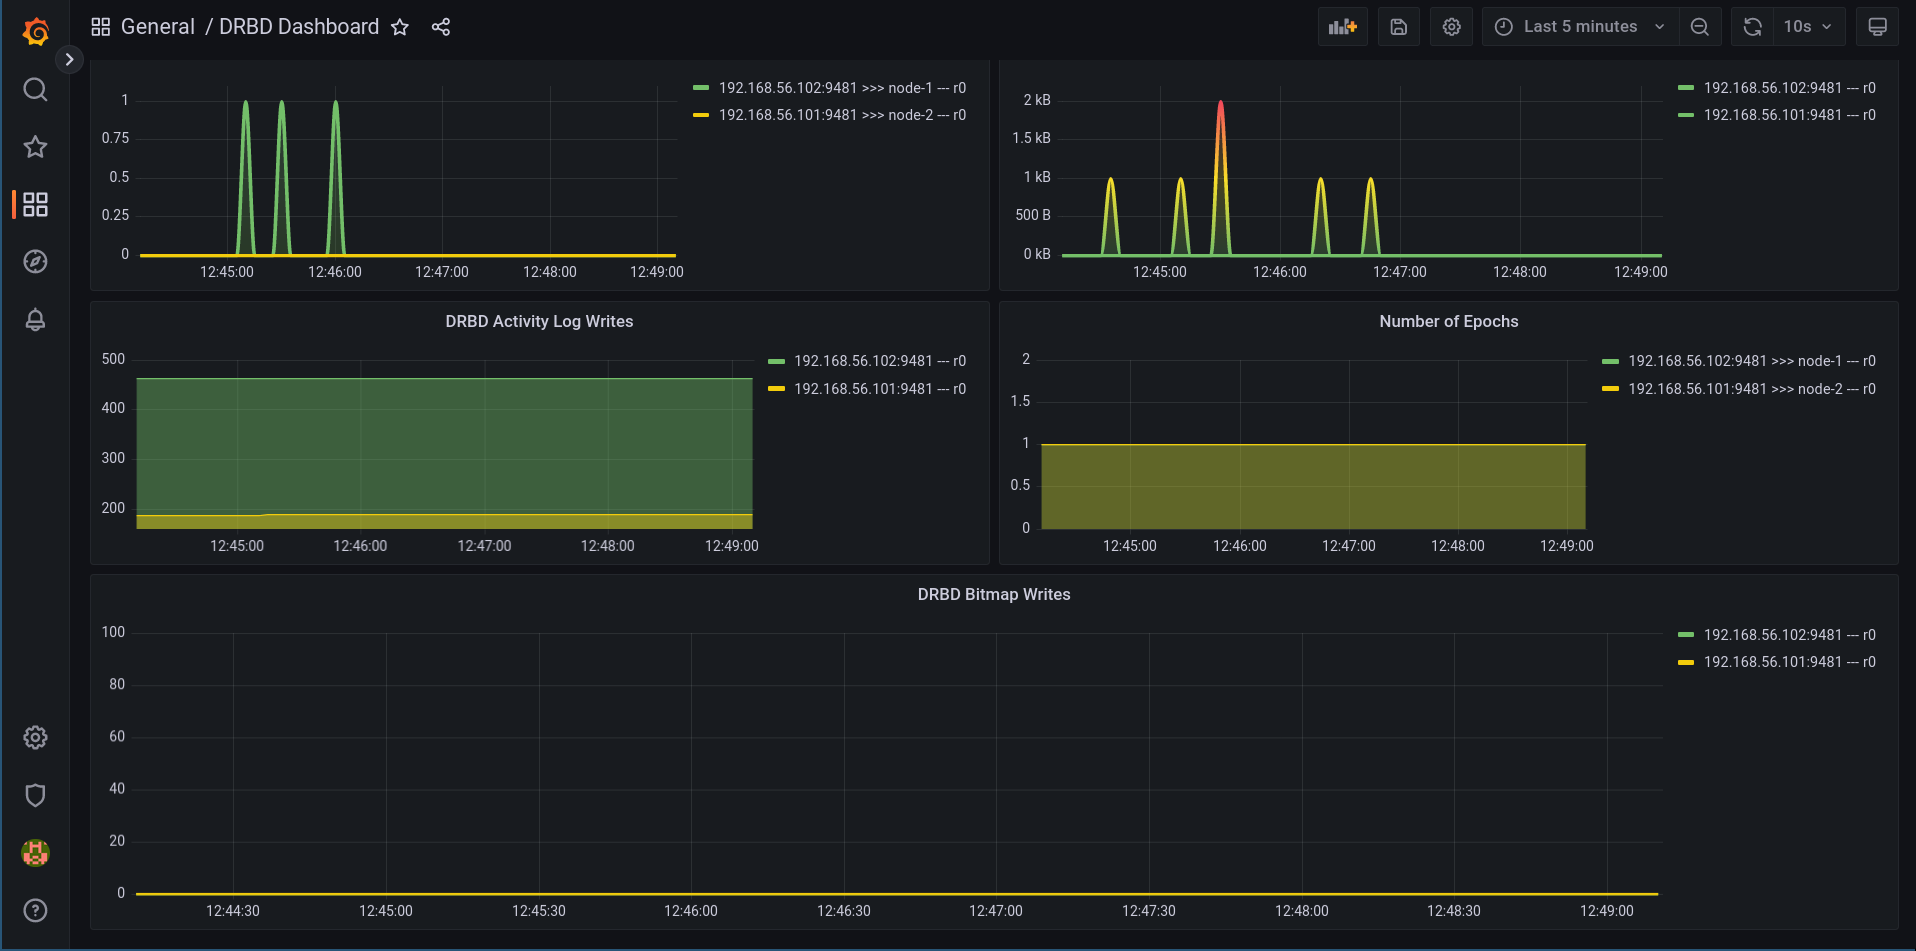 General / DRBD Dashboard
Last 5 minutes
10s
1
0.75
0.5
0.25
0
12:45:00 12:46:00 12:47:00 12:48:00 12:49:00
192.168.56.102:9481 >>> node-1 --- r0
192.168.56.101:9481 >>> node-2 --- r0
2 kB
1.5 kB
1 kB
500 B
0 kB
12:45:00 12:46:00 12:47:00 12:48:00 12:49:00
192.168.56.102:9481 --- r0
192.168.56.101:9481 --- r0
DRBD Activity Log Writes
500
400
300
200
12:45:00 12:46:00 12:47:00 12:48:00 12:49:00
192.168.56.102:9481 --- r0
192.168.56.101:9481 --- r0
Number of Epochs
2
1.5
1
0.5
0
12:45:00 12:46:00 12:47:00 12:48:00 12:49:00
192.168.56.102:9481 >>> node-1 --- r0
192.168.56.101:9481 >>> node-2 --- r0
DRBD Bitmap Writes
100
80
60
40
20
0
12:44:30 12:45:00 12:45:30 12:46:00 12:46:30 12:47:00 12:47:30 12:48:00 12:48:30 12:49:00
192.168.56.102:9481 --- r0
192.168.56.101:9481 --- r0